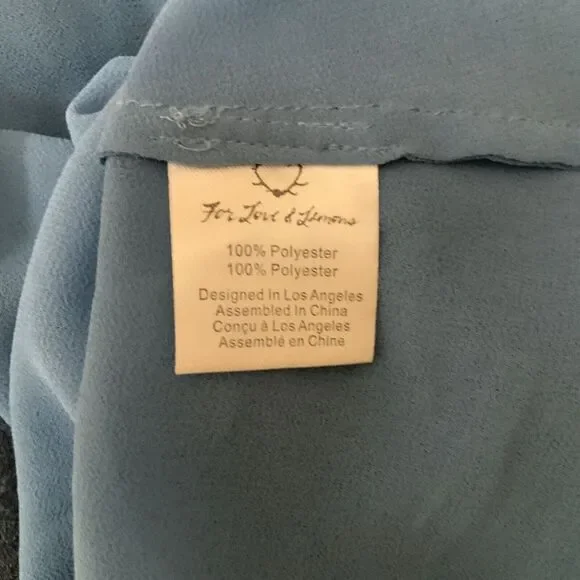 For Love & Lemons
100% Polyester
100% Polyester
Designed In Los Angeles
Assembled In China
Conçu à Los Angeles
Assemblé en Chine